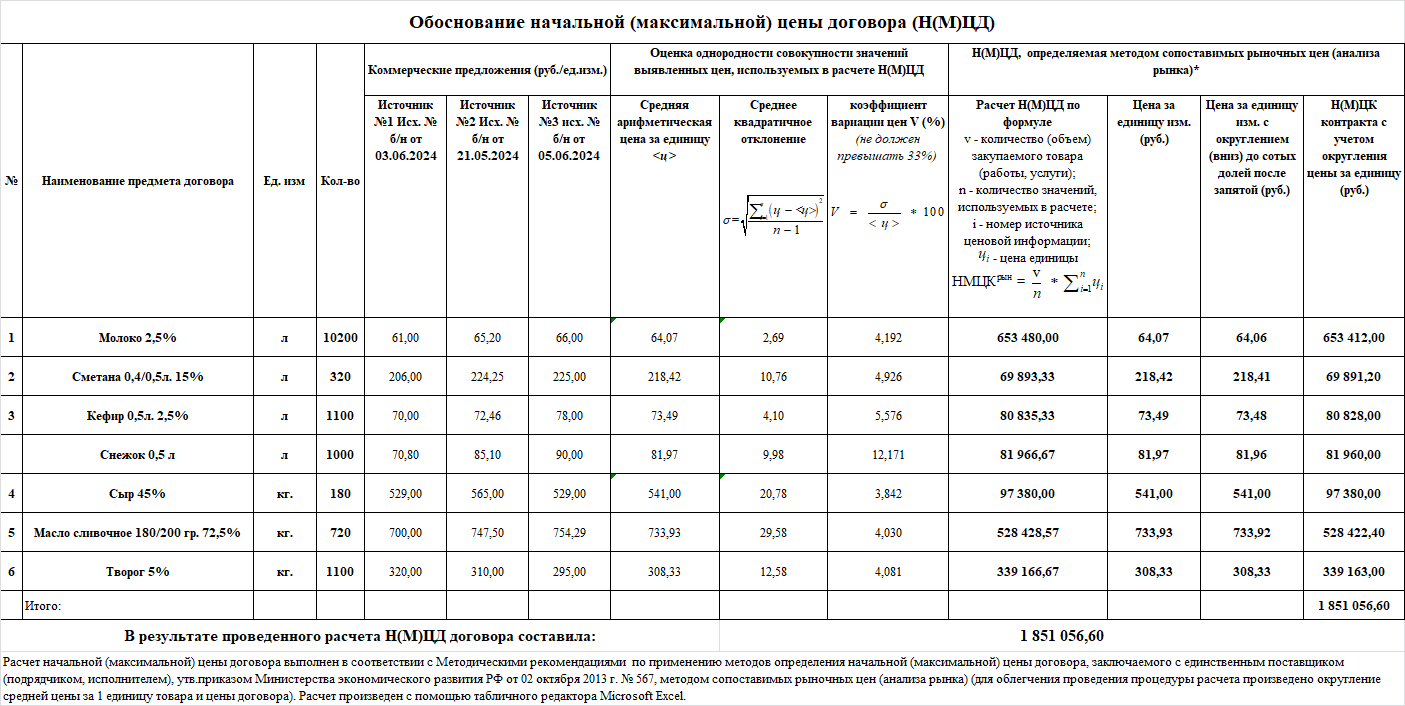 Обоснование начальной (максимальной) цены договора (Н(М)ЦД)
№
Наименование предмета договора
Ед. изм
Кол-во
Коммерческие предложения (руб./ед.изм.)
Оценка однородности совокупности значений
выявленных цен, используемых в расчете Н(М)ЦД
Н(М)ЦД, определяемая методом сопоставимых рыночных цен (анализа
рынка)*
Источник
№1 Исх. №
б/н от
03.06.2024
Источник
№2 Исх. №
б/н от
21.05.2024
Источник
№3 исх. №
б/н от
05.06.2024
Средняя
арифметическая
цена за единицу
<ц>
Среднее
квадратичное
отклонение
σ=√(∑(ц − <ц>)² / n − 1)
коэффициент
вариации цен V (%)
(не должен
превышать 33%)
V = σ / < ц > * 100
Расчет Н(М)ЦД по
формуле
v - количество (объем)
закупаемого товара
(работы, услуги);
n - количество значений,
используемых в расчете;
i - номер источника
ценовой информации;
цi - цена единицы
НМЦКрын = v / n * ∑ n i=1 цi
Цена за
единицу изм.
(руб.)
Цена за единицу
изм. с
округлением
(вниз) до сотых
долей после
запятой (руб.)
Н(М)ЦК
контракта с
учетом
округления
цены за единицу
(руб.)
1 Молоко 2,5% л 10200 61,00 65,20 66,00 64,07 2,69 4,192 653 480,00 64,07 64,06 653 412,00
2 Сметана 0,4/0,5л. 15% л 320 206,00 224,25 225,00 218,42 10,76 4,926 69 893,33 218,42 218,41 69 891,20
3 Кефир 0,5л. 2,5% л 1100 70,00 72,46 78,00 73,49 4,10 5,576 80 835,33 73,49 73,48 80 828,00
Снежок 0,5 л л 1000 70,80 85,10 90,00 81,97 9,98 12,171 81 966,67 81,97 81,96 81 960,00
4 Сыр 45% кг. 180 529,00 565,00 529,00 541,00 20,78 3,842 97 380,00 541,00 541,00 97 380,00
5 Масло сливочное 180/200 гр. 72,5% кг. 720 700,00 747,50 754,29 733,93 29,58 4,030 528 428,57 733,93 733,92 528 422,40
6 Творог 5% кг. 1100 320,00 310,00 295,00 308,33 12,58 4,081 339 166,67 308,33 308,33 339 163,00
Итого: 1 851 056,60
В результате проведенного расчета Н(М)ЦД договора составила: 1 851 056,60
Расчет начальной (максимальной) цены договора выполнен в соответствии с Методическими рекомендациями по применению методов определения начальной (максимальной) цены договора, заключаемого с единственным поставщиком
(подрядчиком, исполнителем), утв.приказом Министерства экономического развития РФ от 02 октября 2013 г. № 567, методом сопоставимых рыночных цен (анализа рынка) (для облегчения проведения процедуры расчета произведено округление
средней цены за 1 единицу товара и цены договора). Расчет произведен с помощью табличного редактора Microsoft Excel.